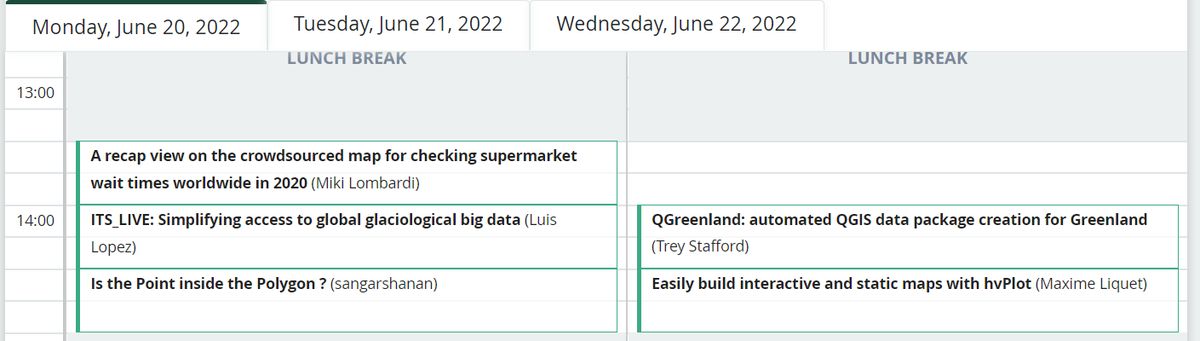 Monday, June 20, 2022
Tuesday, June 21, 2022
Wednesday, June 22, 2022
LUNCH BREAK
LUNCH BREAK
13:00
A recap view on the crowdsourced map for checking supermarket
wait times worldwide in 2020 (Miki Lombardi)
14:00
ITS_LIVE: Simplifying access to global glaciological big data (Luis
Lopez)
QGreenland: automated QGIS data package creation for Greenland
(Trey Stafford)
Is the Point inside the Polygon ? (sangarshanan)
Easily build interactive and static maps with hvPlot (Maxime Liquet)